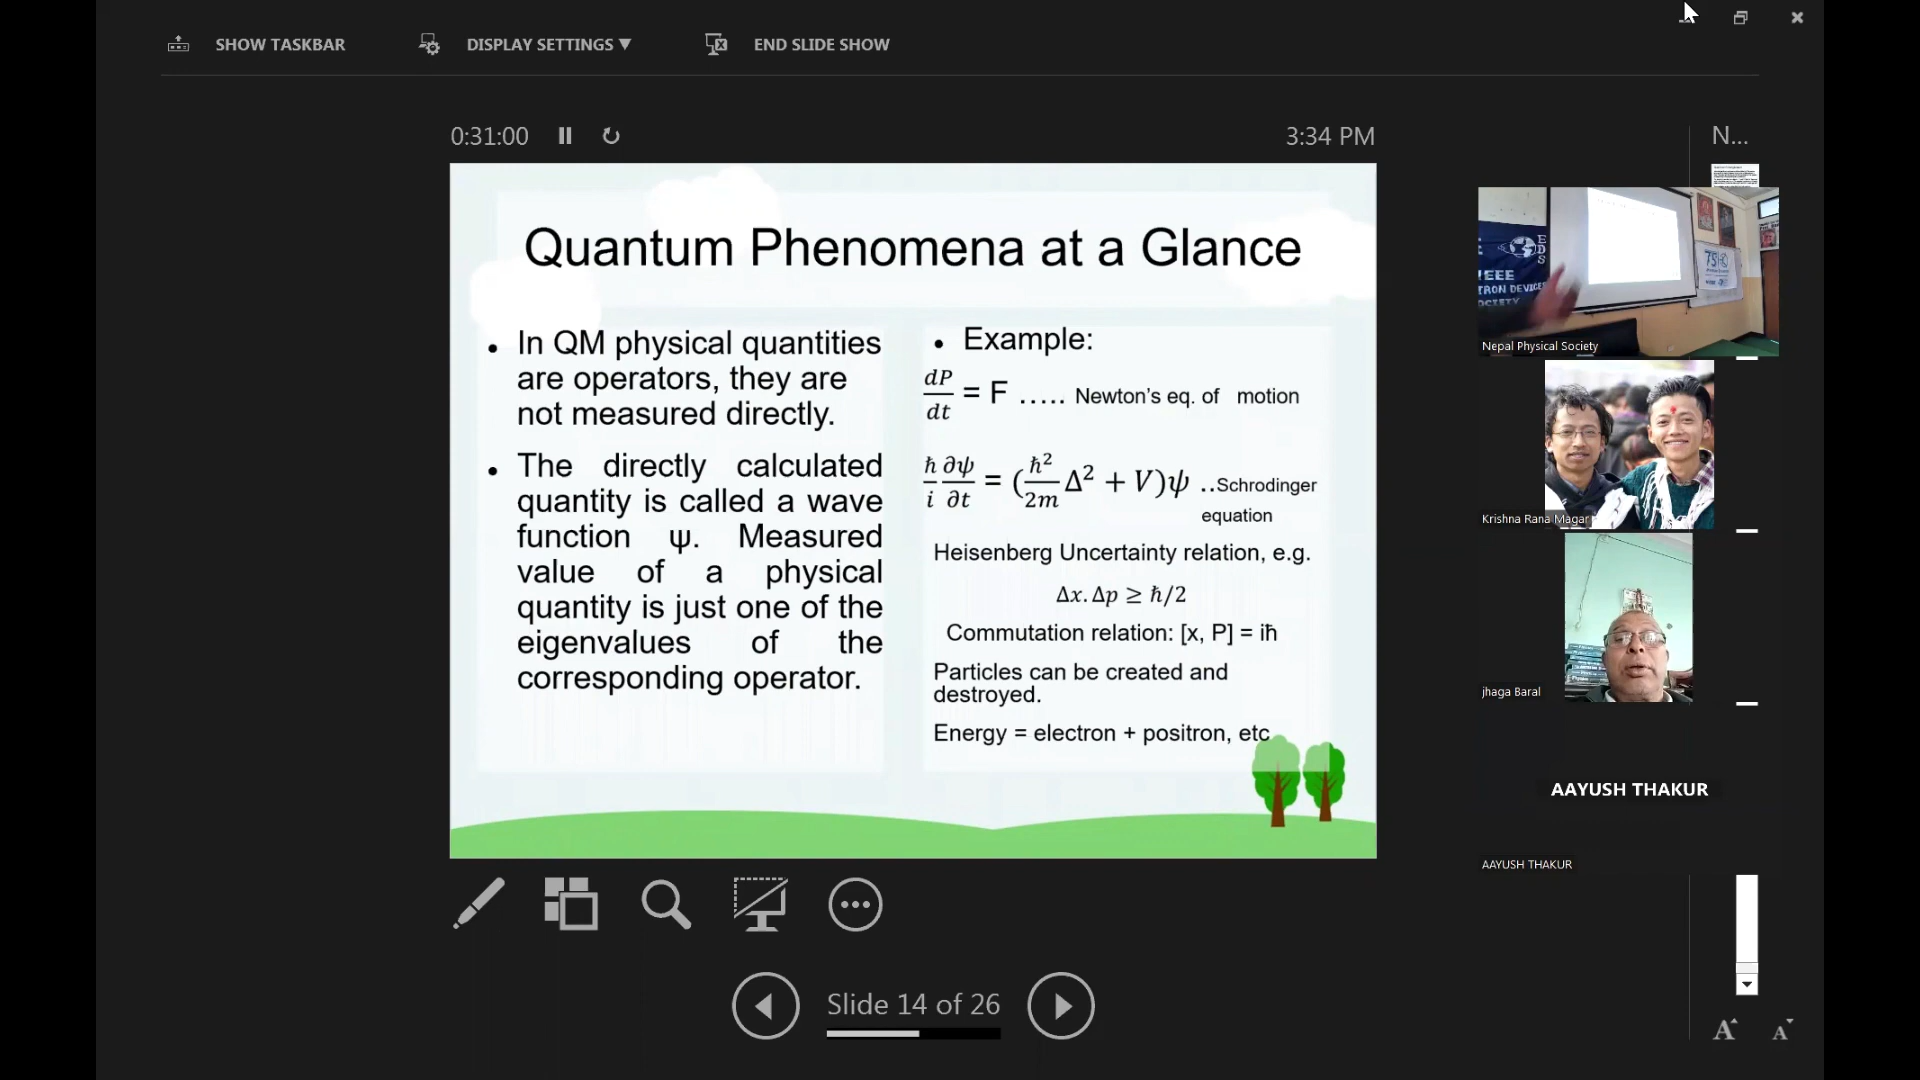 SHOW TASKBAR
DISPLAY SETTINGS ▼
END SLIDE SHOW
0:31:00
3:34 PM
N...
Quantum Phenomena at a Glance
• In QM physical quantities
are operators, they are
not measured directly.
• The directly calculated
quantity is called a wave
function ψ. Measured
value of a physical
quantity is just one of the
eigenvalues of the
corresponding operator.
• Example:
dP/dt = F ..... Newton's eq. of motion
ħ/i ∂ψ/∂t = (ħ²/2m Δ² + V)ψ ..Schrodinger
equation
Heisenberg Uncertainty relation, e.g.
Δx. Δp ≥ ħ/2
Commutation relation: [x, P] = iħ
Particles can be created and
destroyed.
Energy = electron + positron, etc
E
D
S
IEEE
TRON DEVICE
OCIETY
75
Nepal Physical Society
Krishna Rana Magar
jhaga Baral
AAYUSH THAKUR
AAYUSH THAKUR
Slide 14 of 26
A A